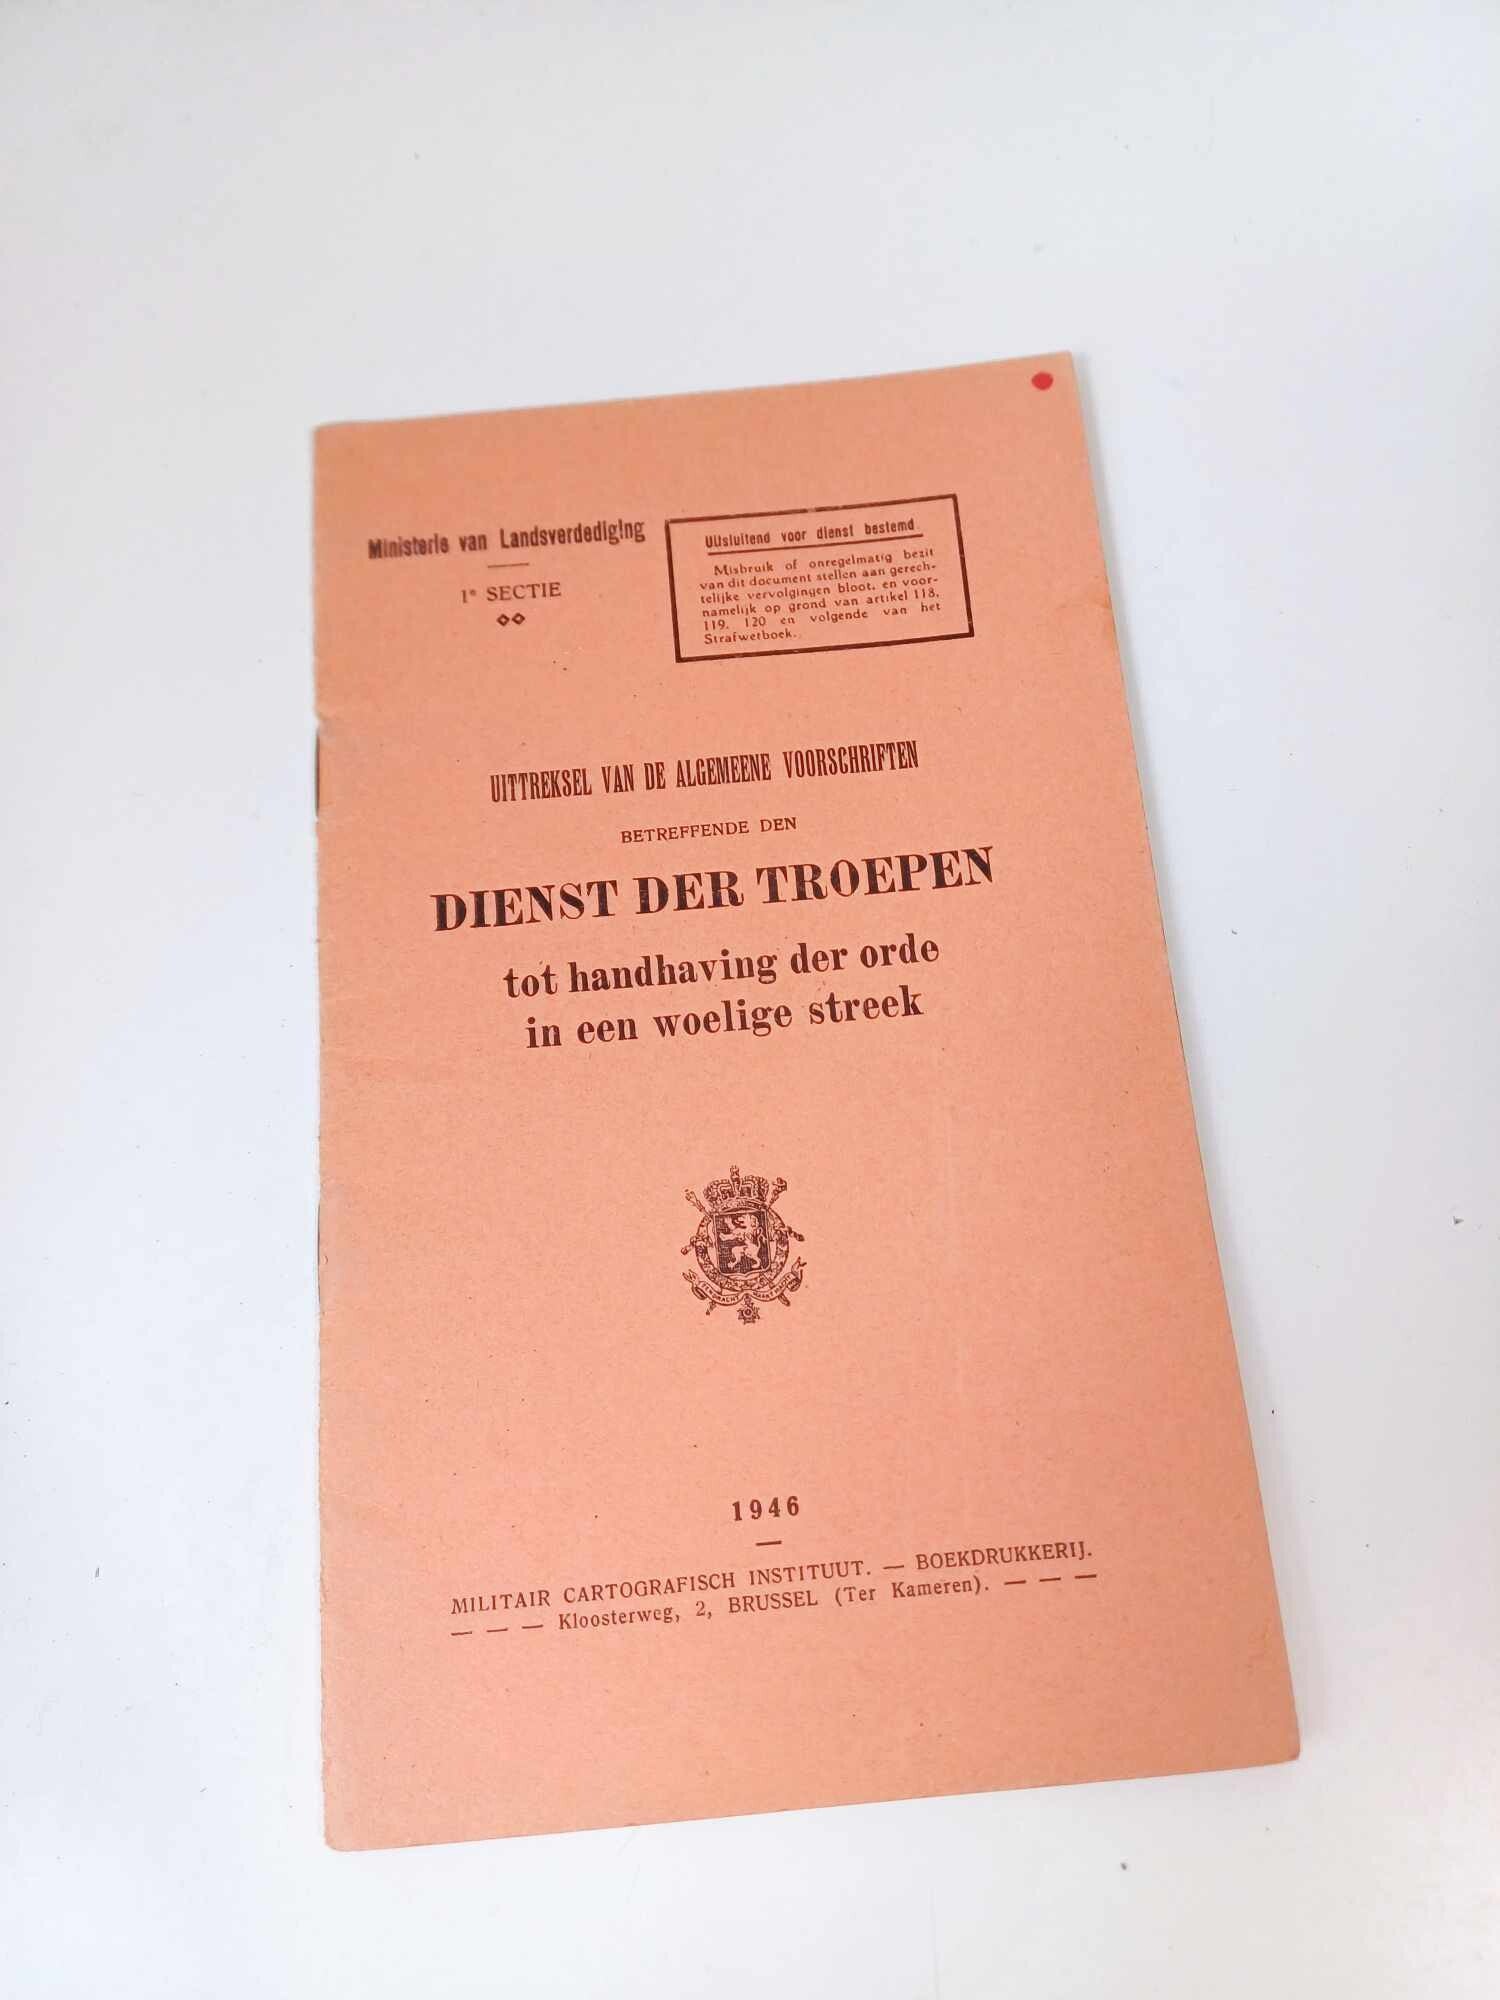 Ministerie van Landsverdediging
1e SECTIE
Uitsluitend voor dienst bestemd.
Misbruik of onregelmatig bezit
van dit document stellen aan gerech-
telijke vervolgingen bloot, en voor-
namelijk op grond van artikel 118,
119, 120 en volgende van het
Strafwetboek.
UITTREKSEL VAN DE ALGEMEENE VOORSCHRIFTEN
BETREFFENDE DEN
DIENST DER TROEPEN
tot handhaving der orde
in een woelige streek
EENDRACHT MAAKT MACHT
1946
MILITAIR CARTOGRAFISCH INSTITUUT. — BOEKDRUKKERIJ.
— — — Kloosterweg, 2, BRUSSEL (Ter Kameren). — — —